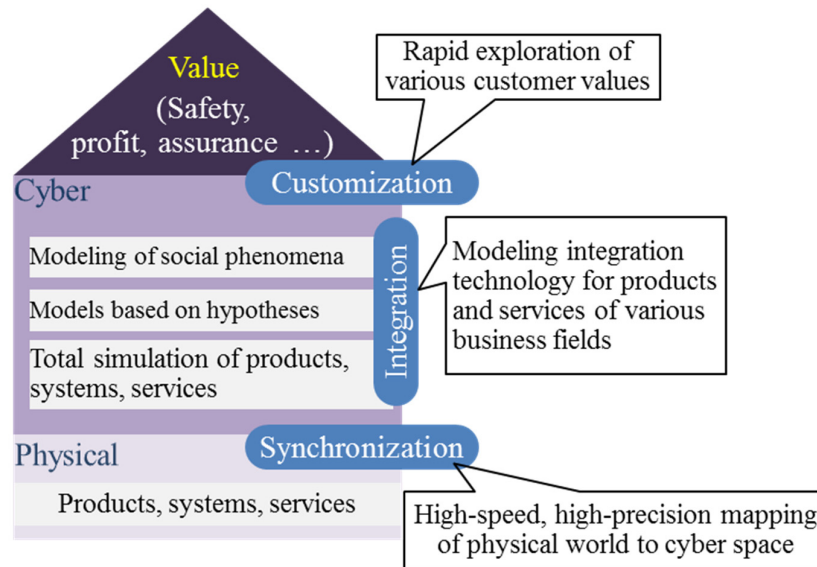 Value
(Safety,
profit, assurance …)
Rapid exploration of
various customer values
Customization
Cyber
Modeling of social phenomena
Models based on hypotheses
Total simulation of products,
systems, services
Integration
Modeling integration
technology for products
and services of various
business fields
Synchronization
Physical
Products, systems, services
High-speed, high-precision mapping
of physical world to cyber space